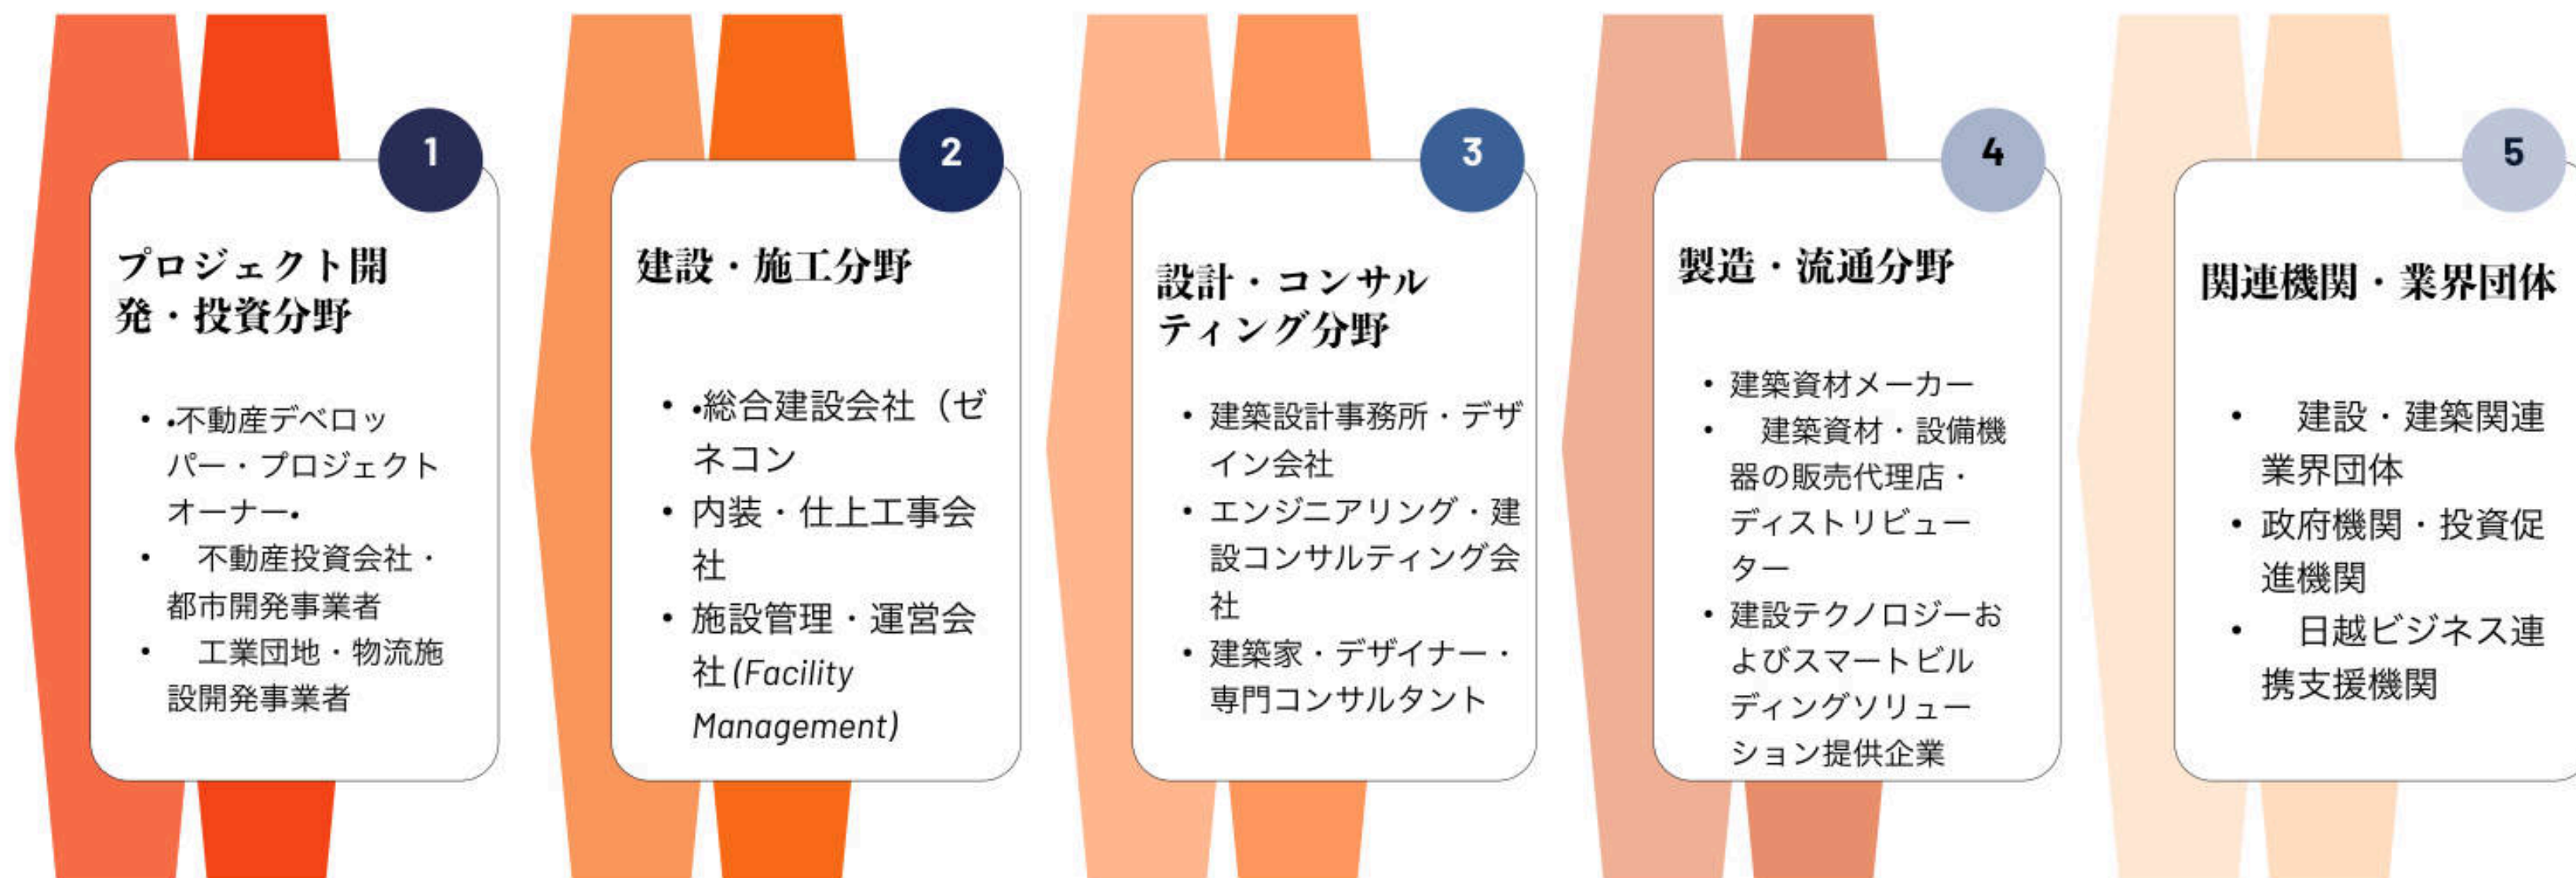 1
プロジェクト開
発・投資分野
• •不動産デベロッ
パー・プロジェクト
オーナー•
• 不動産投資会社・
都市開発事業者
• 工業団地・物流施
設開発事業者
2
建設・施工分野
• •総合建設会社（ゼ
ネコン
• 内装・仕上工事会
社
• 施設管理・運営会
社 (Facility
Management)
3
設計・コンサル
ティング分野
• 建築設計事務所・デザ
イン会社
• エンジニアリング・建
設コンサルティング会
社
• 建築家・デザイナー・
専門コンサルタント
4
製造・流通分野
• 建築資材メーカー
• 建築資材・設備機
器の販売代理店・
ディストリビュー
ター
• 建設テクノロジーお
よびスマートビル
ディングソリュー
ション提供企業
5
関連機関・業界団体
• 建設・建築関連
業界団体
• 政府機関・投資促
進機関
• 日越ビジネス連
携支援機関